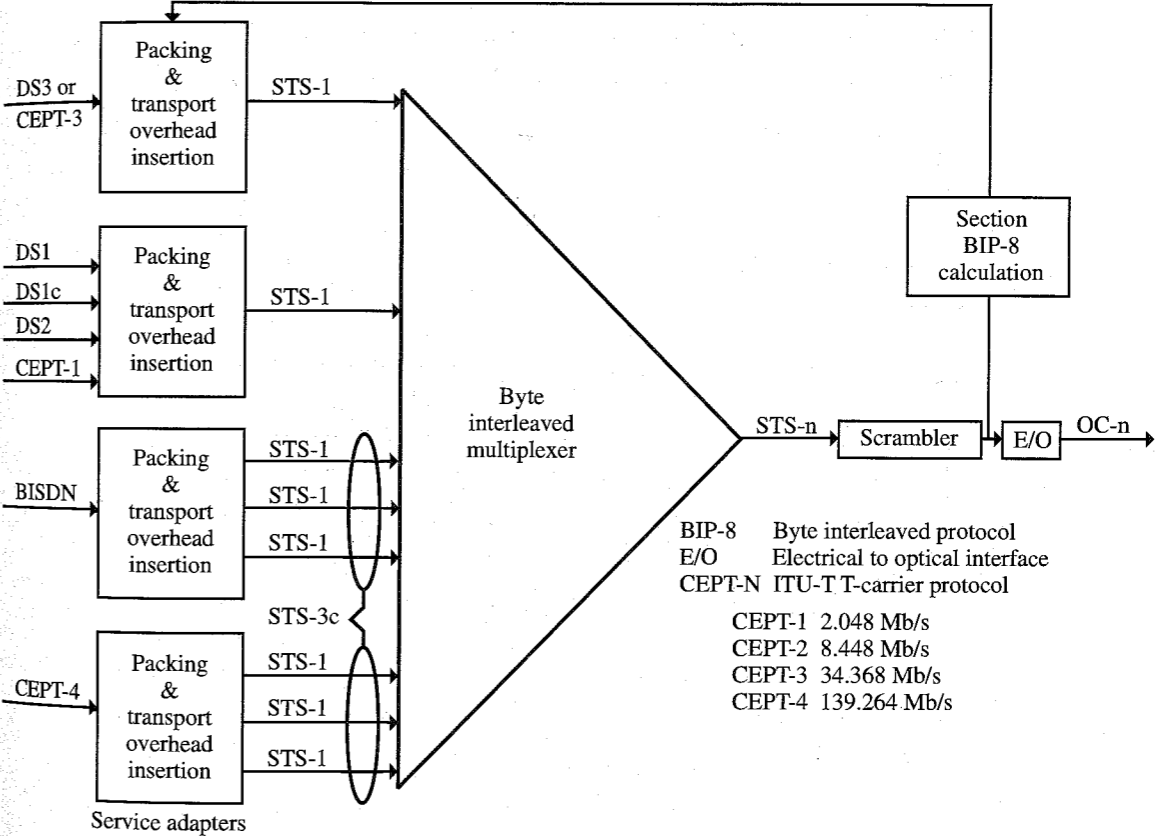 DS3 or
CEPT-3
Packing
&
transport
overhead
insertion
STS-1
DS1
DS1c
DS2
CEPT-1
Packing
&
transport
overhead
insertion
STS-1
BISDN
Packing
&
transport
overhead
insertion
STS-1
STS-1
STS-1
STS-3c
CEPT-4
Packing
&
transport
overhead
insertion
STS-1
STS-1
STS-1
Service adapters
Byte
interleaved
multiplexer
STS-n
Scrambler
E/O
OC-n
Section
BIP-8
calculation
BIP-8 Byte interleaved protocol
E/O Electrical to optical interface
CEPT-N ITU-T T-carrier protocol
CEPT-1 2.048 Mb/s
CEPT-2 8.448 Mb/s
CEPT-3 34.368 Mb/s
CEPT-4 139.264 Mb/s